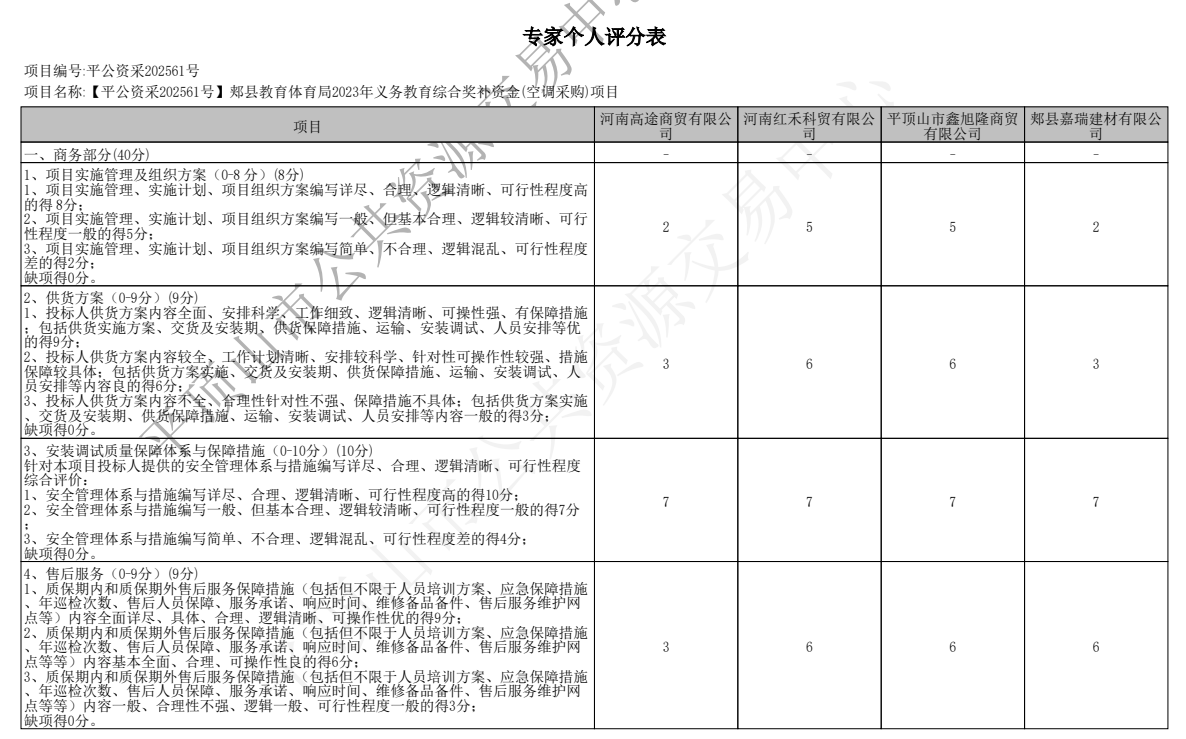 专家个人评分表
项目编号:平公资采202561号
项目名称:【平公资采202561号】郏县教育体育局2023年义务教育综合奖补资金(空调采购)项目
项目
河南高途商贸有限公
司
河南红禾科贸有限公
司
平顶山市鑫旭隆商贸
有限公司
郏县嘉瑞建材有限公
司
一、商务部分(40分)
-
-
-
-
1、项目实施管理及组织方案（0-8 分）(8分)
1、项目实施管理、实施计划、项目组织方案编写详尽、合理、逻辑清晰、可行性程度高
的得 8分；
2、项目实施管理、实施计划、项目组织方案编写一般、但基本合理、逻辑较清晰、可行
性程度一般的得5分；
3、项目实施管理、实施计划、项目组织方案编写简单、不合理、逻辑混乱、可行性程度
差的得2分；
缺项得0分。
2
5
5
2
2、供货方案（0-9分）(9分)
1、投标人供货方案内容全面、安排科学、工作细致、逻辑清晰、可操性强、有保障措施
；包括供货实施方案、交货及安装期、供货保障措施、运输、安装调试、人员安排等优
的得9分；
2、投标人供货方案内容较全、工作计划清晰、安排较科学、针对性可操作性较强、措施
保障较具体；包括供货方案实施、交货及安装期、供货保障措施、运输、安装调试、人
员安排等内容良的得6分；
3、投标人供货方案内容不全、合理性针对性不强、保障措施不具体；包括供货方案实施
、交货及安装期、供货保障措施、运输、安装调试、人员安排等内容一般的得3分；
缺项得0分。
3
6
6
3
3、安装调试质量保障体系与保障措施（0-10分）(10分)
针对本项目投标人提供的安全管理体系与措施编写详尽、合理、逻辑清晰、可行性程度
综合评价：
1、安全管理体系与措施编写详尽、合理、逻辑清晰、可行性程度高的得10分；
2、安全管理体系与措施编写一般、但基本合理、逻辑较清晰、可行性程度一般的得7分
；
3、安全管理体系与措施编写简单、不合理、逻辑混乱、可行性程度差的得4分；
缺项得0分。
7
7
7
7
4、售后服务（0-9分）(9分)
1、质保期内和质保期外售后服务保障措施（包括但不限于人员培训方案、应急保障措施
、年巡检次数、售后人员保障、服务承诺、响应时间、维修备品备件、售后服务维护网
点等）内容全面详尽、具体、合理、逻辑清晰、可操作性优的得9分；
2、质保期内和质保期外售后服务保障措施（包括但不限于人员培训方案、应急保障措施
、年巡检次数、售后人员保障、服务承诺、响应时间、维修备品备件、售后服务维护网
点等等）内容基本全面、合理、可操作性良的得6分；
3、质保期内和质保期外售后服务保障措施（包括但不限于人员培训方案、应急保障措施
、年巡检次数、售后人员保障、服务承诺、响应时间、维修备品备件、售后服务维护网
点等等）内容一般、合理性不强、逻辑一般、可行性程度一般的得3分；
缺项得0分。
3
6
6
6
平顶山市公共资源交易中心